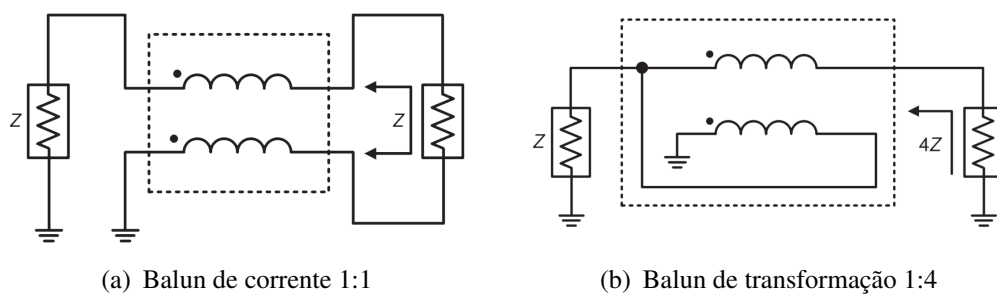 Z
Z
Z
4Z
(a) Balun de corrente 1:1
(b) Balun de transformação 1:4